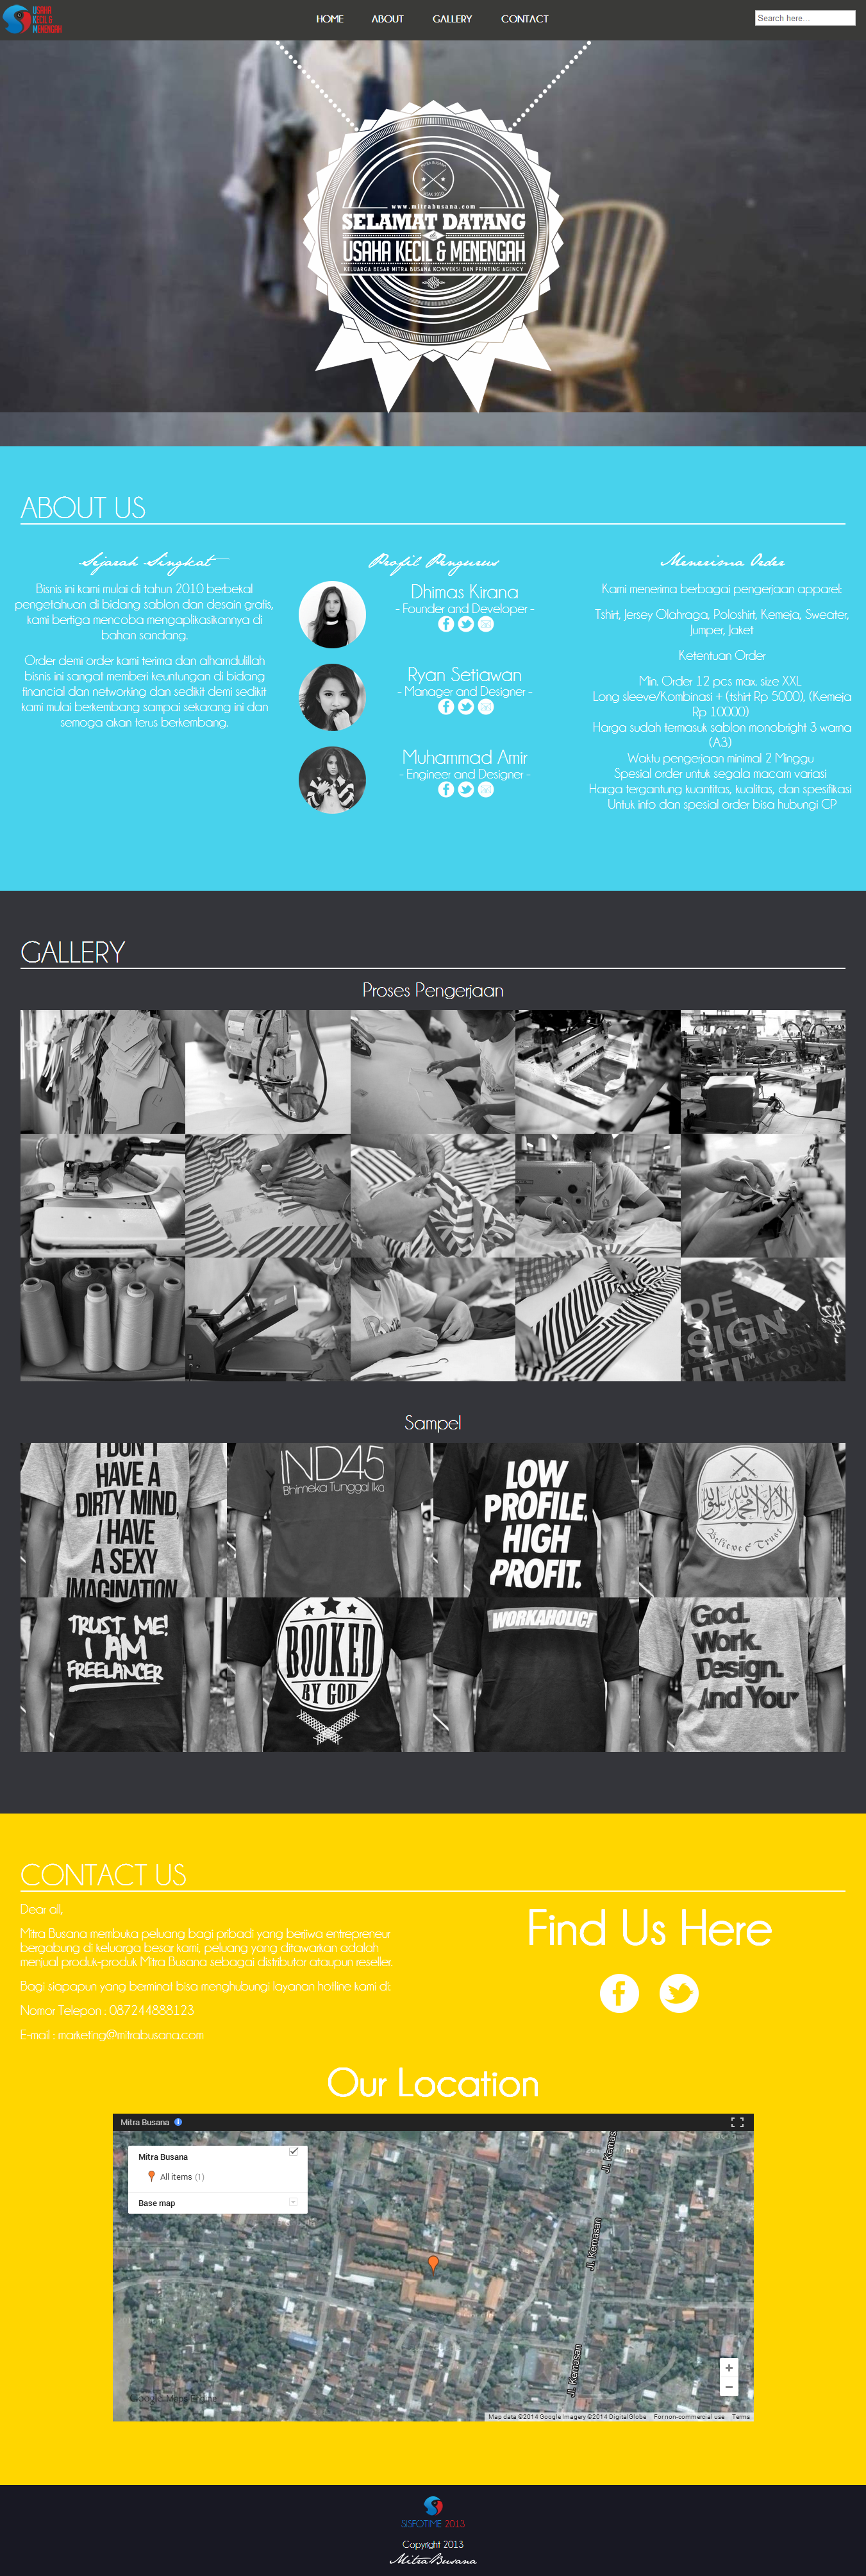 USAHA
KECIL &
MENENGAH
HOME ABOUT GALLERY CONTACT
Search here...
MITRA BUSANA
www.mitrabusana.com
SELAMAT DATANG
USAHA KECIL & MENENGAH
KELUARGA BESAR MITRA BUSANA KONVEKSI DAN PRINTING AGENCY
ABOUT US
Sejarah Singkat
Bisnis ini kami mulai di tahun 2010 berbekal
pengetahuan di bidang sablon dan desain grafis,
kami bertiga mencoba mengaplikasikannya di
bahan sandang.
Order demi order kami terima dan alhamdulillah
bisnis ini sangat memberi keuntungan di bidang
financial dan networking dan sedikit demi sedikit
kami mulai berkembang sampai sekarang ini dan
semoga akan terus berkembang.
Profil Pengurus
Dhimas Kirana
- Founder and Developer -
Ryan Setiawan
- Manager and Designer -
Muhammad Amir
- Engineer and Designer -
Menerima Order
Kami menerima berbagai pengerjaan apparel:
Tshirt, Jersey Olahraga, Poloshirt, Kemeja, Sweater,
Jumper, Jaket
Ketentuan Order
Min. Order 12 pcs max. size XXL
Long sleeve/Kombinasi + (tshirt Rp 5000), (Kemeja
Rp 10000)
Harga sudah termasuk sablon monobright 3 warna
(A3)
Waktu pengerjaan minimal 2 Minggu
Spesial order untuk segala macam variasi
Harga tergantung kuantitas, kualitas, dan spesifikasi
Untuk info dan spesial order bisa hubungi CP
GALLERY
Proses Pengerjaan
DE
SIGN
Sampel
I DON'T
HAVE A
DIRTY MIND,
I HAVE
A SEXY
IMAGINATION
IND45
Bhinneka Tunggal Ika
LOW
PROFILE.
HIGH
PROFIT.
Believe & Trust
TRUST ME!
I AM
FREELANCER
BOOKED
BY GOD
WORKAHOLIC!
God.
Work.
Design.
And You
CONTACT US
Dear all,
Mitra Busana membuka peluang bagi pribadi yang berjiwa entrepreneur
bergabung di keluarga besar kami, peluang yang ditawarkan adalah
menjual produk-produk Mitra Busana sebagai distributor ataupun reseller.
Bagi siapapun yang berminat bisa menghubungi layanan hotline kami di:
Nomor Telepon : 087244888123
E-mail : marketing@mitrabusana.com
Find Us Here
Our Location
Mitra Busana
Mitra Busana
All items (1)
Base map
Jl. Kemasan
Jl. Kemasan
Jl. Kemasan
Map data ©2014 Google Imagery ©2014 DigitalGlobe For non-commercial use Terms
SISFOTIME 2013
Copyright 2013
MitraBusana